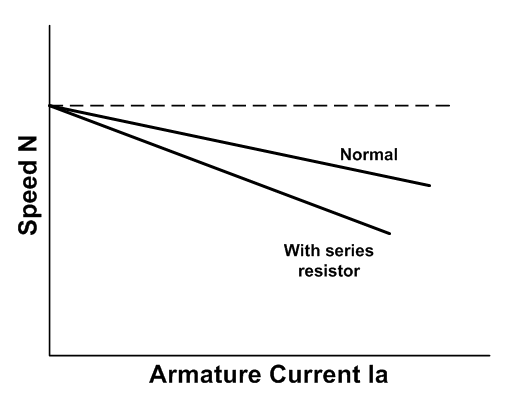 Speed N
Normal
With series
resistor
Armature Current Ia